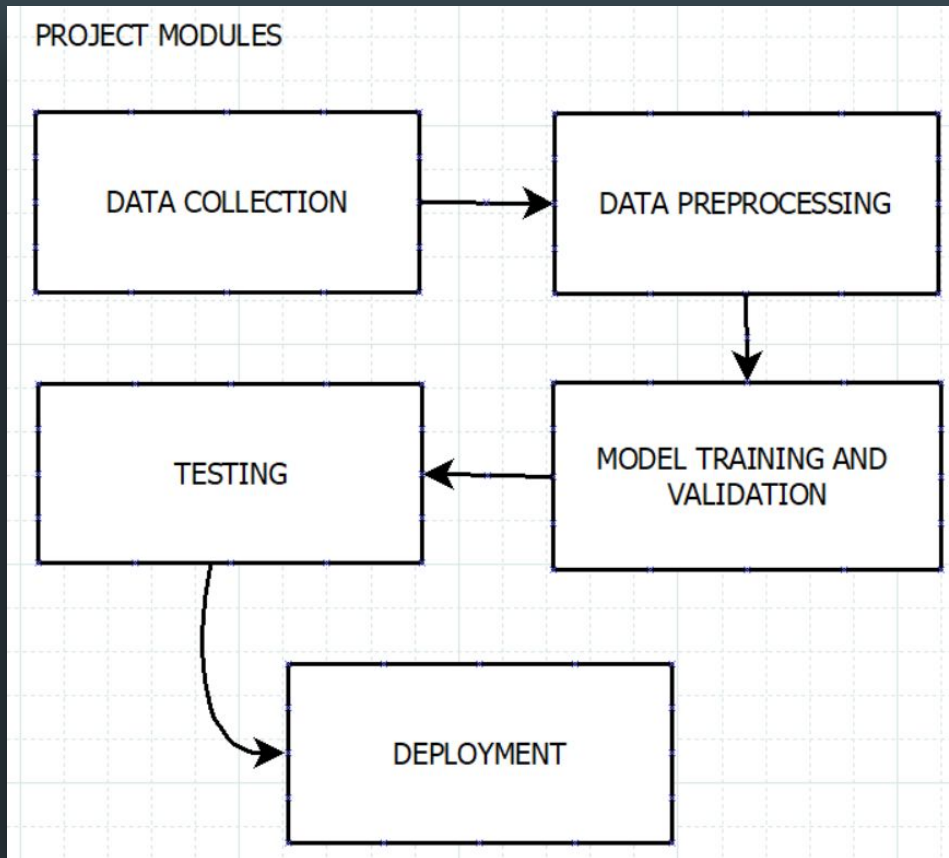 PROJECT MODULES
DATA COLLECTION
DATA PREPROCESSING
MODEL TRAINING AND
VALIDATION
TESTING
DEPLOYMENT